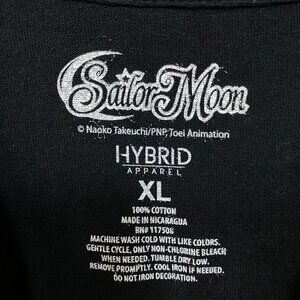 Sailor Moon
© Naoko Takeuchi/PNP, Toei Animation
HYBRID
APPAREL
XL
100% COTTON
MADE IN NICARAGUA
RN# 117508
MACHINE WASH COLD WITH LIKE COLORS.
GENTLE CYCLE, ONLY NON-CHLORINE BLEACH
WHEN NEEDED. TUMBLE DRY LOW.
REMOVE PROMPTLY. COOL IRON IF NEEDED.
DO NOT IRON DECORATION.